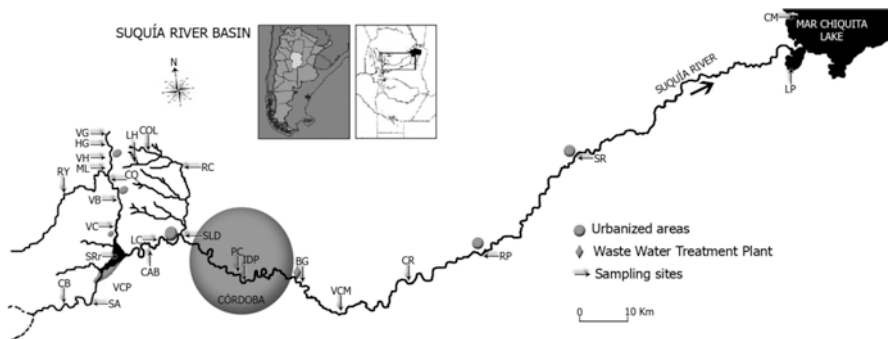 SUQUÍA RIVER BASIN
N
CM
MAR CHIQUITA
LAKE
LP
SUQUÍA RIVER
VG
HG
VH
ML
RY
CO
VB
VC
SRr
VCP
CB
SA
LH
COL
RC
LC
CAB
SLD
PC
IDP
CÓRDOBA
BG
VCM
CR
RP
SR
Urbanized areas
Waste Water Treatment Plant
Sampling sites
0
10 Km